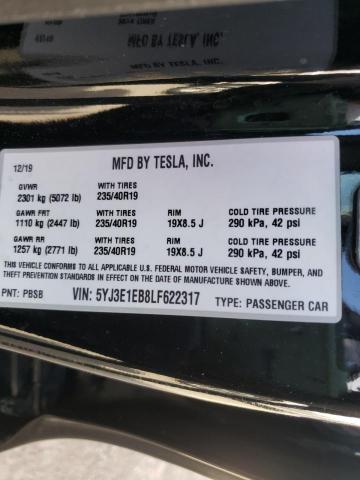 MFD BY TESLA, INC.
12/19 MFD BY TESLA, INC.
GVWR WITH TIRES
2301 kg (5072 lb) 235/40R19
GAWR FRT WITH TIRES RIM COLD TIRE PRESSURE
1110 kg (2447 lb) 235/40R19 19X8.5 J 290 kPa, 42 psi
GAWR RR WITH TIRES RIM COLD TIRE PRESSURE
1257 kg (2771 lb) 235/40R19 19X8.5 J 290 kPa, 42 psi
THIS VEHICLE CONFORMS TO ALL APPLICABLE U.S. FEDERAL MOTOR VEHICLE SAFETY, BUMPER, AND
THEFT PREVENTION STANDARDS IN EFFECT ON THE DATE OF MANUFACTURE SHOWN ABOVE.
PNT: PBSB VIN: 5YJ3E1EB8LF622317 TYPE: PASSENGER CAR